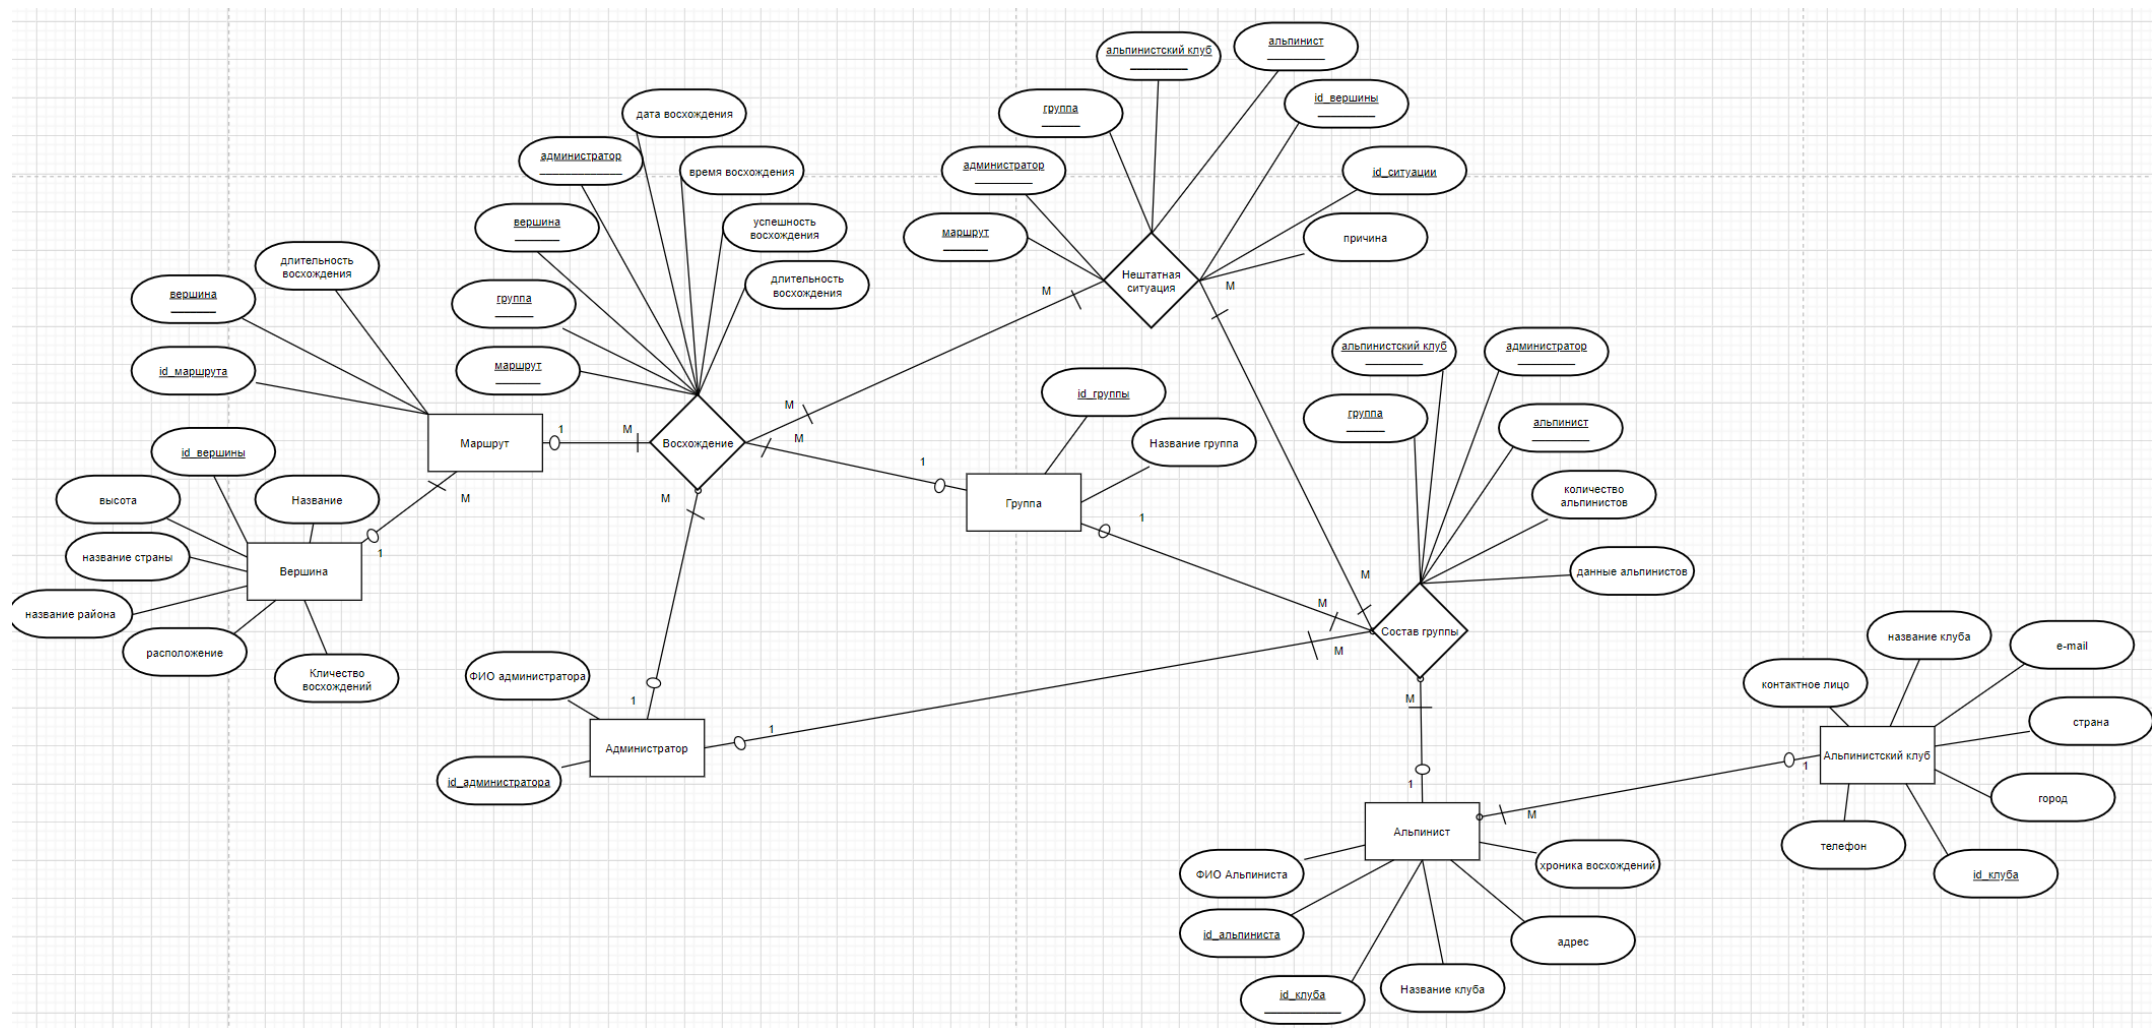 альпинист
альпинистский клуб
id_вершины
группа
дата восхождения
администратор
администратор
время восхождения
id_ситуации
вершина
успешность
восхождения
маршрут
причина
длительность
восхождения
Нештатная
ситуация
длительность
восхождения
М
М
вершина
группа
альпинистский клуб
администратор
id_маршрута
маршрут
id_группы
М
группа
альпинист
Маршрут
1
М
Восхождение
М
Название группа
id_вершины
1
высота
Название
М
М
Группа
количество
альпинистов
1
название страны
1
Вершина
М
данные альпинистов
название района
М
Состав группы
расположение
М
название клуба
e-mail
Кличество
восхождений
ФИО администратора
контактное лицо
1
М
страна
Администратор
1
1
Альпинистский клуб
id_администратора
1
город
М
Альпинист
телефон
хроника восхождений
ФИО Альпиниста
id_клуба
id_альпиниста
адрес
id_клуба
Название клуба